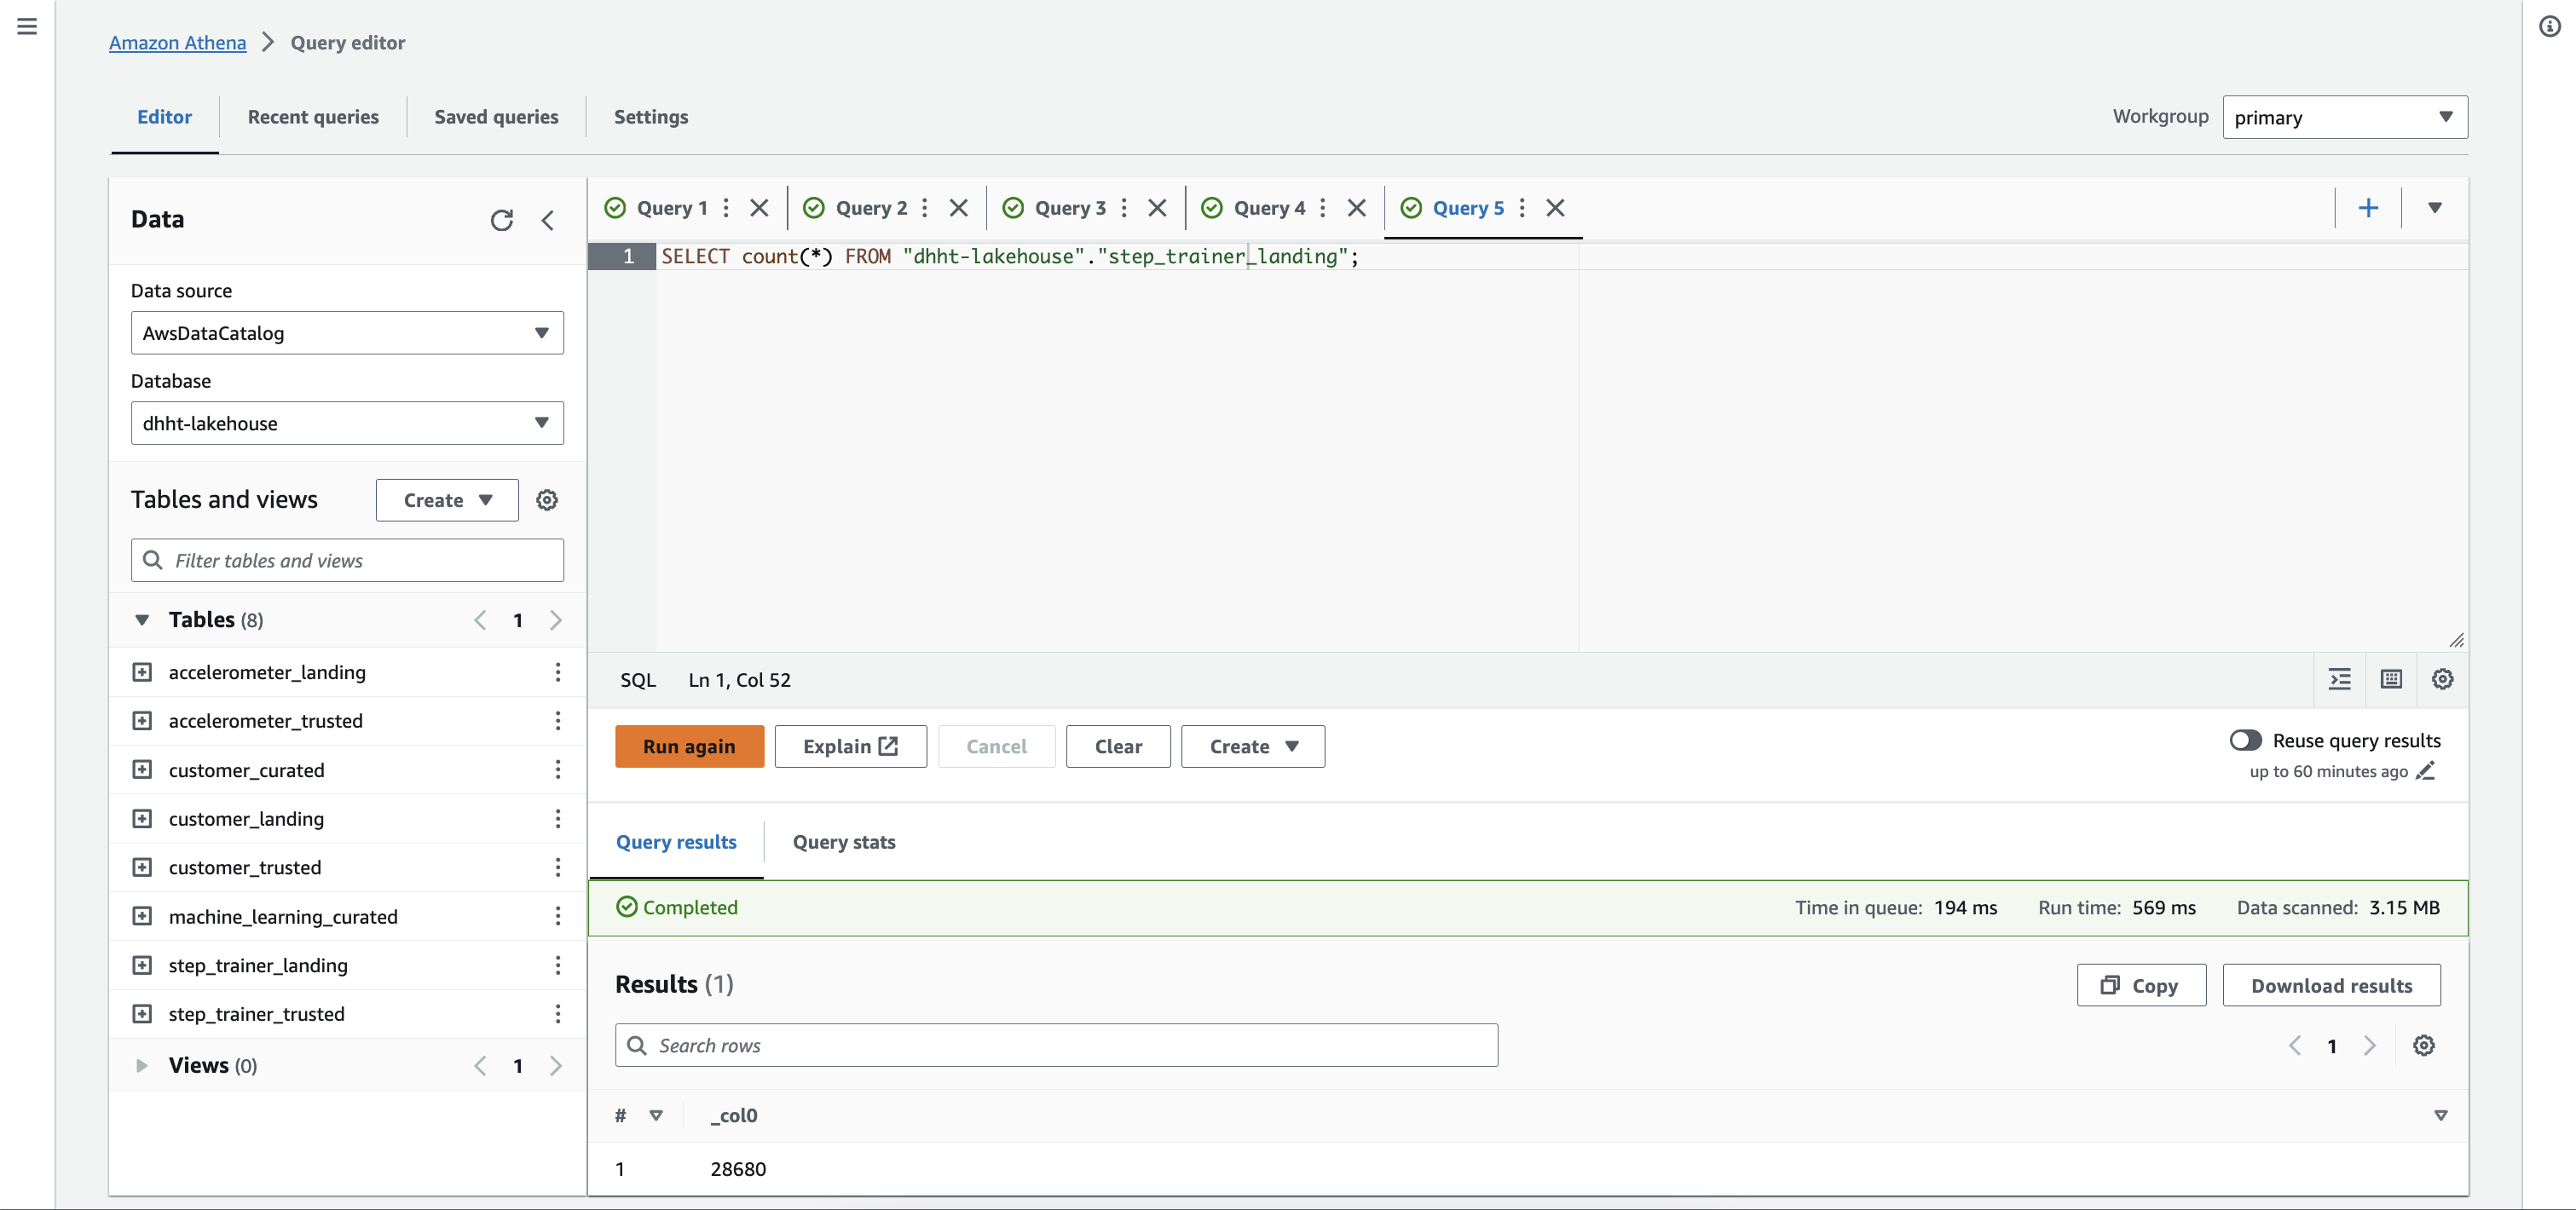 Amazon Athena > Query editor
Editor Recent queries Saved queries Settings
Workgroup primary
Data
Data source
AwsDataCatalog
Database
dhht-lakehouse
Tables and views Create
Filter tables and views
Tables (8) 1
accelerometer_landing
accelerometer_trusted
customer_curated
customer_landing
customer_trusted
machine_learning_curated
step_trainer_landing
step_trainer_trusted
Views (0) 1
Query 1 Query 2 Query 3 Query 4 Query 5
1 SELECT count(*) FROM "dhht-lakehouse"."step_trainer_landing";
SQL Ln 1, Col 52
Run again Explain Cancel Clear Create
Reuse query results
up to 60 minutes ago
Query results Query stats
Completed Time in queue: 194 ms Run time: 569 ms Data scanned: 3.15 MB
Results (1) Copy Download results
Search rows 1
# _col0
1 28680